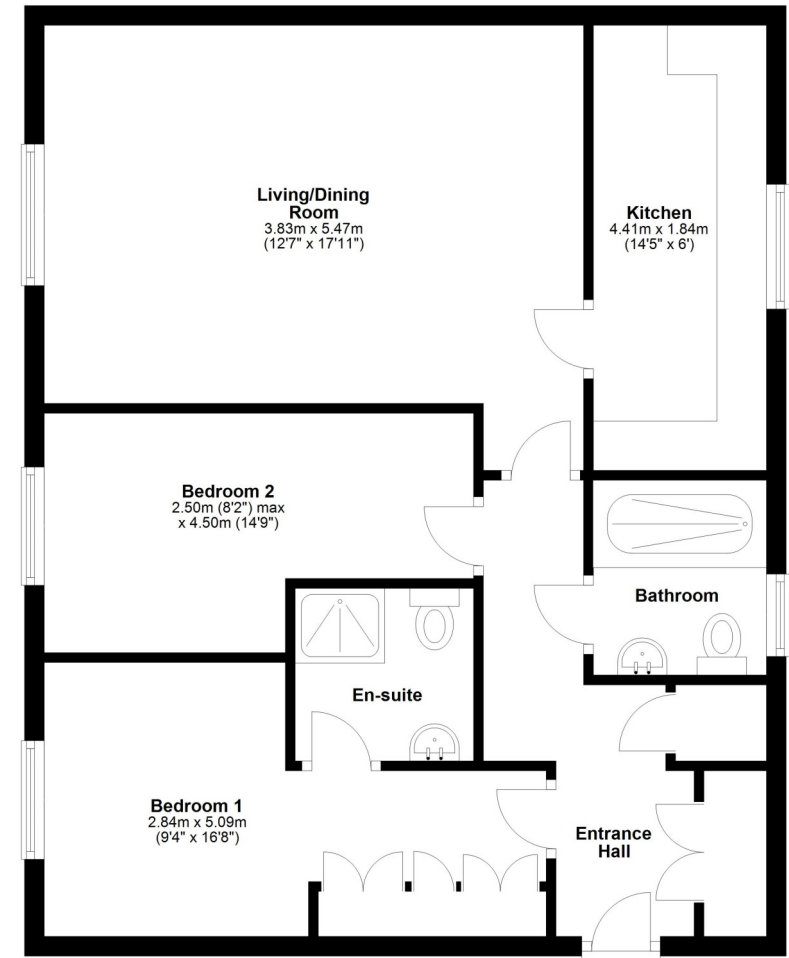 Living/Dining
Room
3.83m x 5.47m
(12'7" x 17'11")
Kitchen
4.41m x 1.84m
(14'5" x 6')
Bedroom 2
2.50m (8'2") max
x 4.50m (14'9")
Bathroom
En-suite
Bedroom 1
2.84m x 5.09m
(9'4" x 16'8")
Entrance
Hall